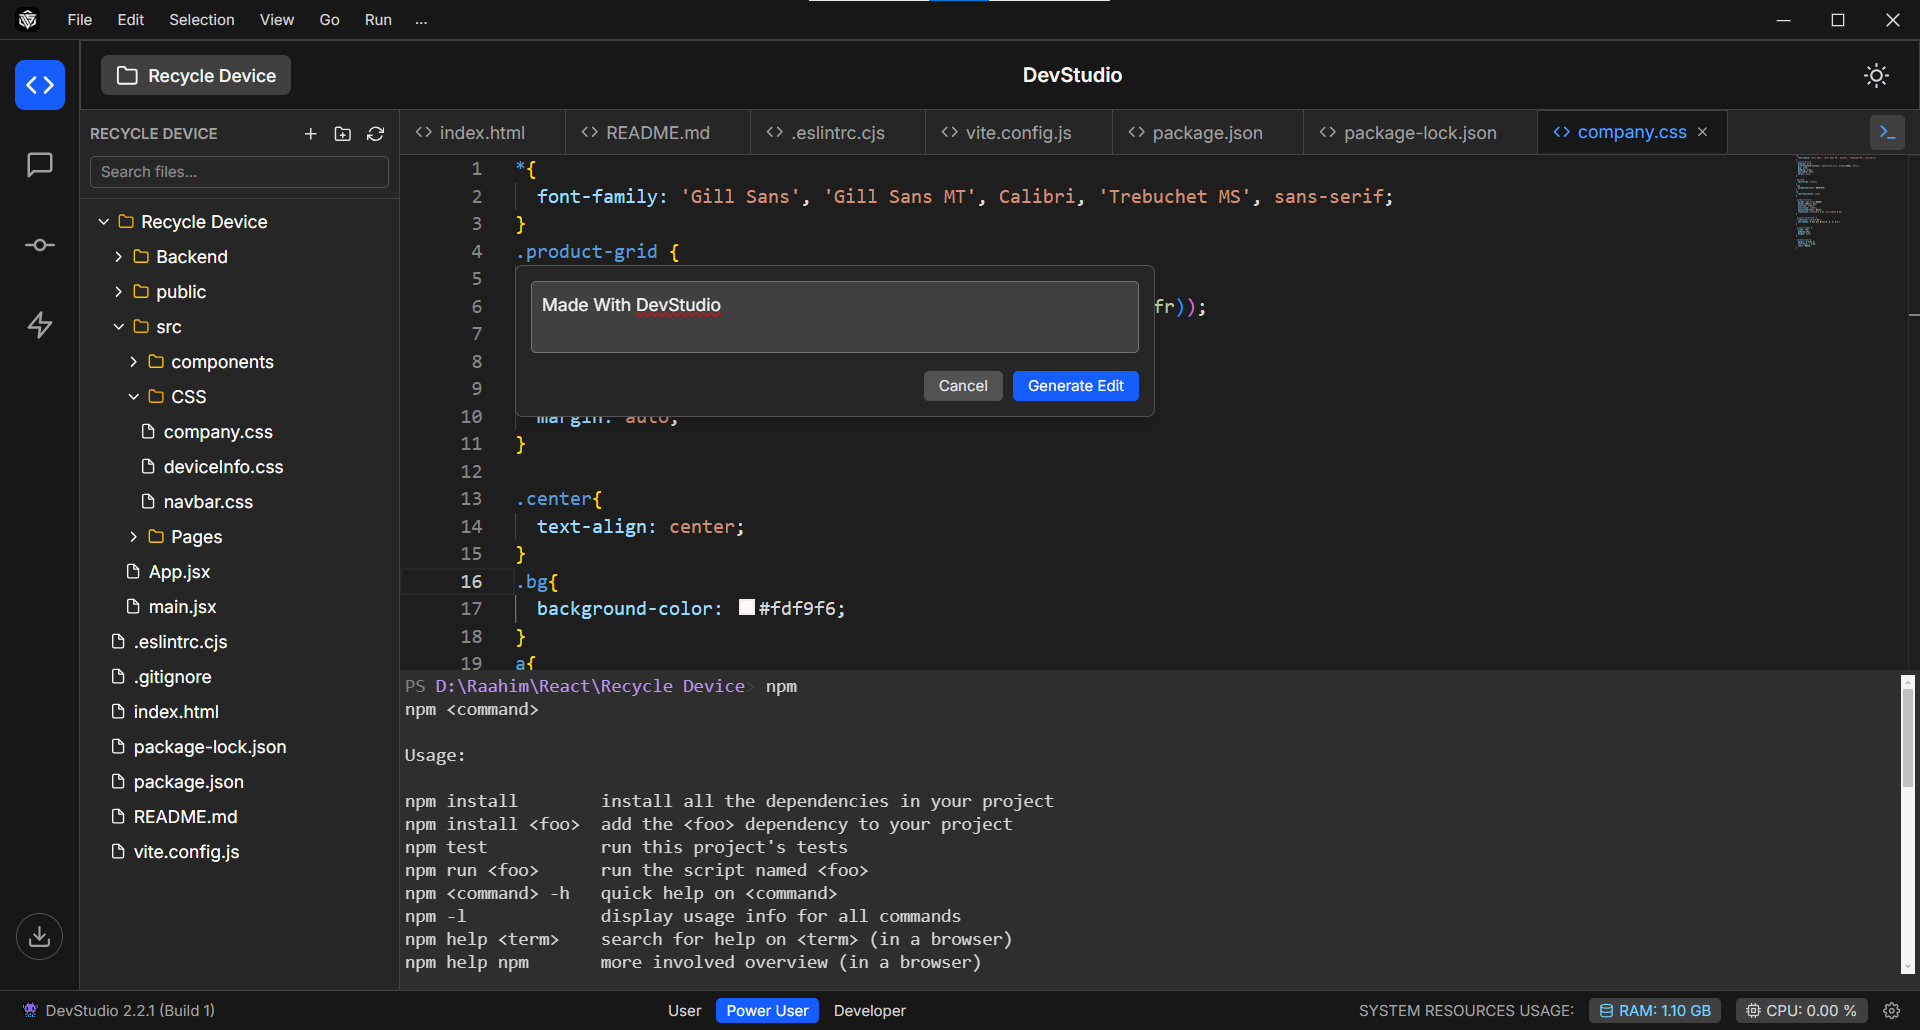 File Edit Selection View Go Run ...
Recycle Device
DevStudio
RECYCLE DEVICE
Search files...
Recycle Device
Backend
public
src
components
CSS
company.css
deviceInfo.css
navbar.css
Pages
App.jsx
main.jsx
.eslintrc.cjs
.gitignore
index.html
package-lock.json
package.json
README.md
vite.config.js
<> index.html <> README.md <> .eslintrc.cjs <> vite.config.js <> package.json <> package-lock.json <> company.css ×
1 *{
2 font-family: 'Gill Sans', 'Gill Sans MT', Calibri, 'Trebuchet MS', sans-serif;
3 }
4 .product-grid {
5
6 fr));
7
8
9
10 margin: auto;
11 }
12
13 .center{
14 text-align: center;
15 }
16 .bg{
17 background-color: #fdf9f6;
18 }
19 a{
Made With DevStudio
Cancel Generate Edit
PS D:\Raahim\React\Recycle Device> npm
npm <command>
Usage:
npm install install all the dependencies in your project
npm install <foo> add the <foo> dependency to your project
npm test run this project's tests
npm run <foo> run the script named <foo>
npm <command> -h quick help on <command>
npm -l display usage info for all commands
npm help <term> search for help on <term> (in a browser)
npm help npm more involved overview (in a browser)
DevStudio 2.2.1 (Build 1)
User Power User Developer
SYSTEM RESOURCES USAGE: RAM: 1.10 GB CPU: 0.00 %